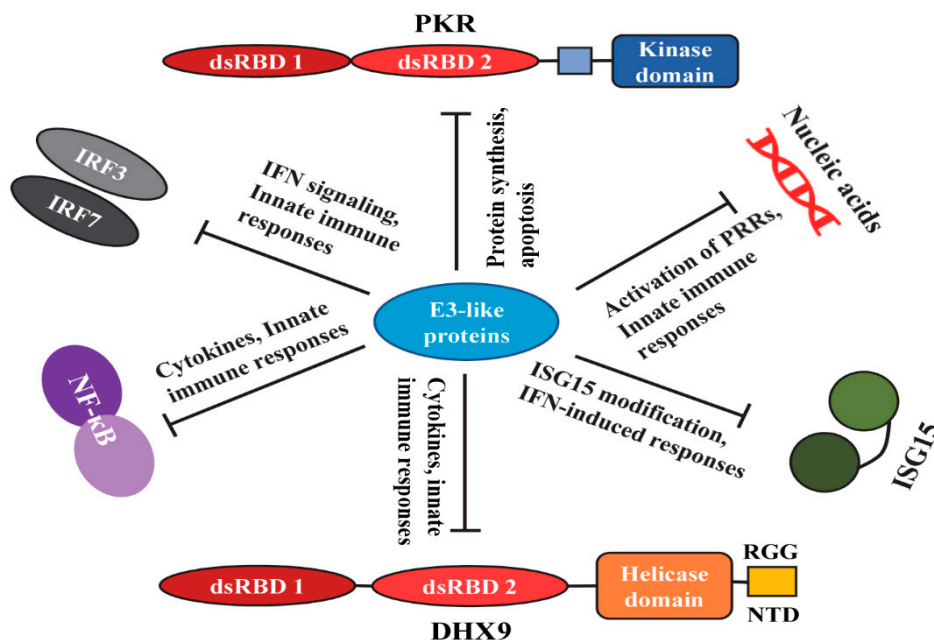 PKR
dsRBD 1
dsRBD 2
Kinase
domain
IRF3
IRF7
IFN signaling,
Innate immune
responses
Protein synthesis,
apoptosis
Nucleic acids
Activation of PRRs,
Innate immune
responses
E3-like
proteins
NF-κB
Cytokines, Innate
immune responses
Cytokines, innate
immune responses
ISG15 modification,
IFN-induced responses
ISG15
dsRBD 1
dsRBD 2
Helicase
domain
RGG
NTD
DHX9